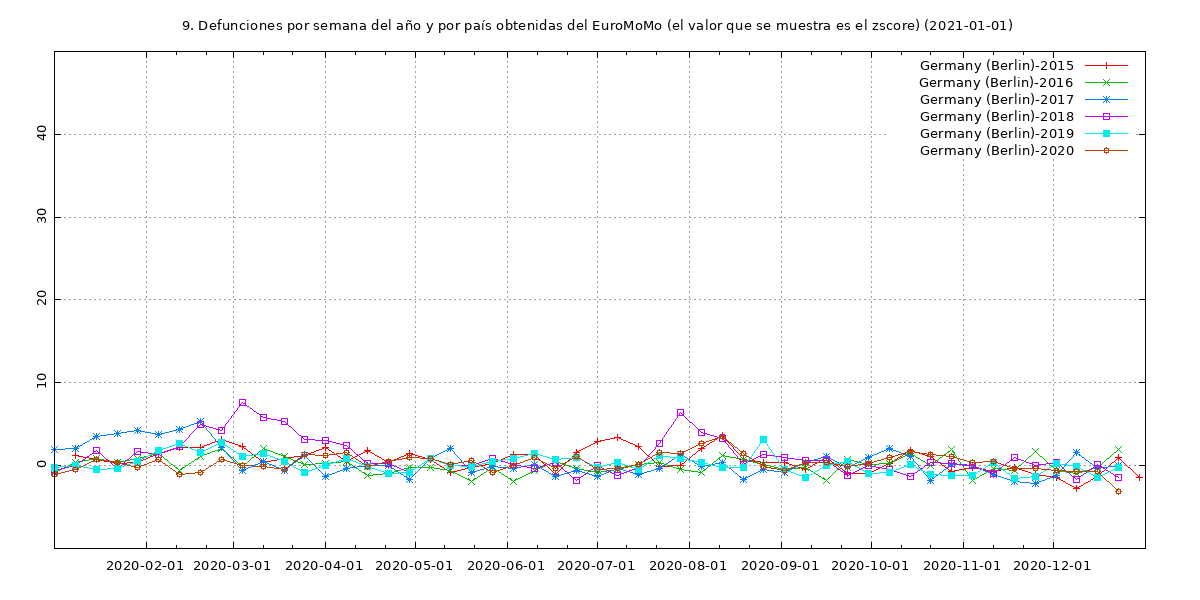 9. Defunciones por semana del año y por país obtenidas del EuroMoMo (el valor que se muestra es el zscore) (2021-01-01)
Germany (Berlin)-2015
Germany (Berlin)-2016
Germany (Berlin)-2017
Germany (Berlin)-2018
Germany (Berlin)-2019
Germany (Berlin)-2020
40
30
20
10
0
2020-02-01 2020-03-01 2020-04-01 2020-05-01 2020-06-01 2020-07-01 2020-08-01 2020-09-01 2020-10-01 2020-11-01 2020-12-01